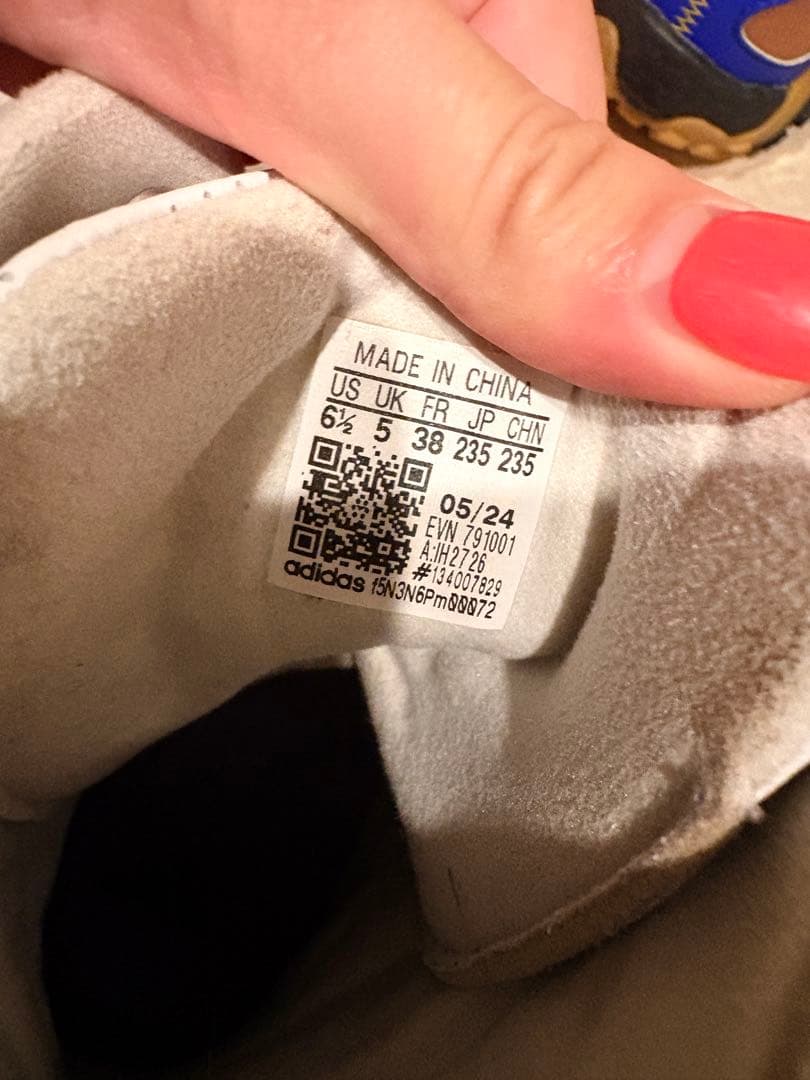 MADE IN CHINA
US UK FR JP CHN
6½ 5 38 235 235
05/24
EVN 791001
A:IH2726
#134007829
adidas 15N3N6Pm00072